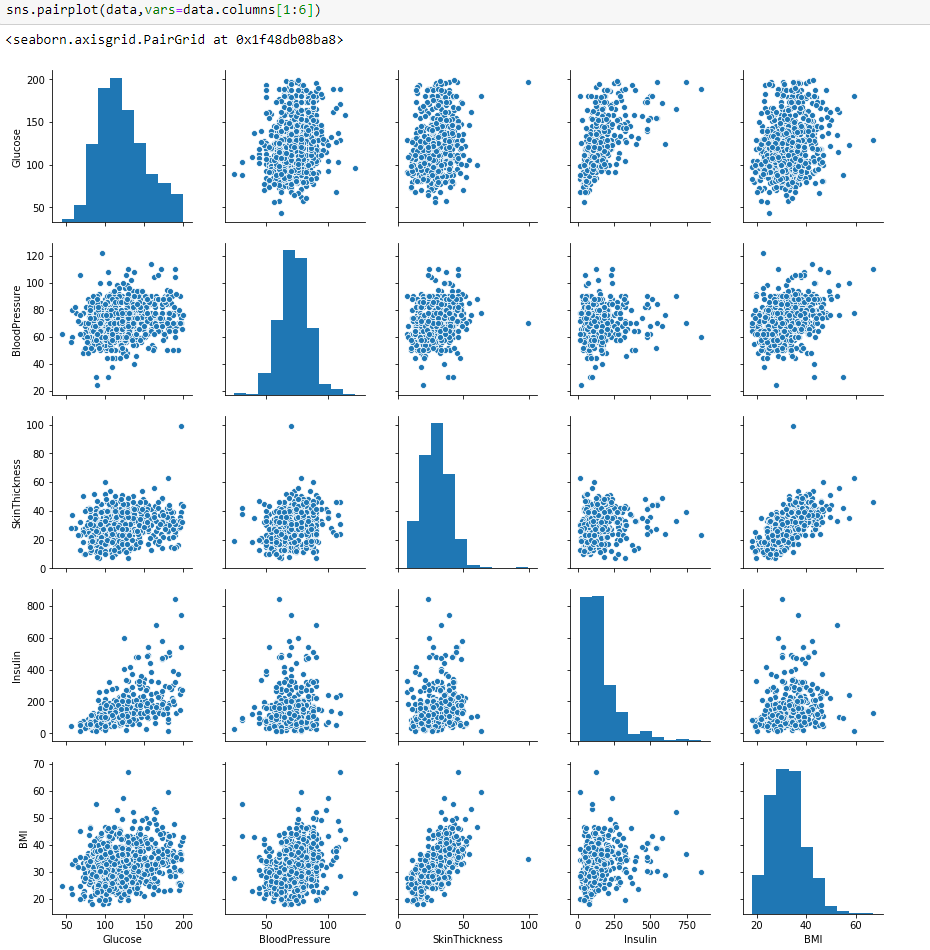 sns.pairplot(data,vars=data.columns[1:6])
<seaborn.axisgrid.PairGrid at 0x1f48db08ba8>
200
150
100
50
Glucose
120
100
80
60
40
20
BloodPressure
100
80
60
40
20
0
SkinThickness
800
600
400
200
0
Insulin
70
60
50
40
30
20
BMI
50 100 150 200
50 100
0 50 100
0 250 500 750
20 40 60
Glucose
BloodPressure
SkinThickness
Insulin
BMI